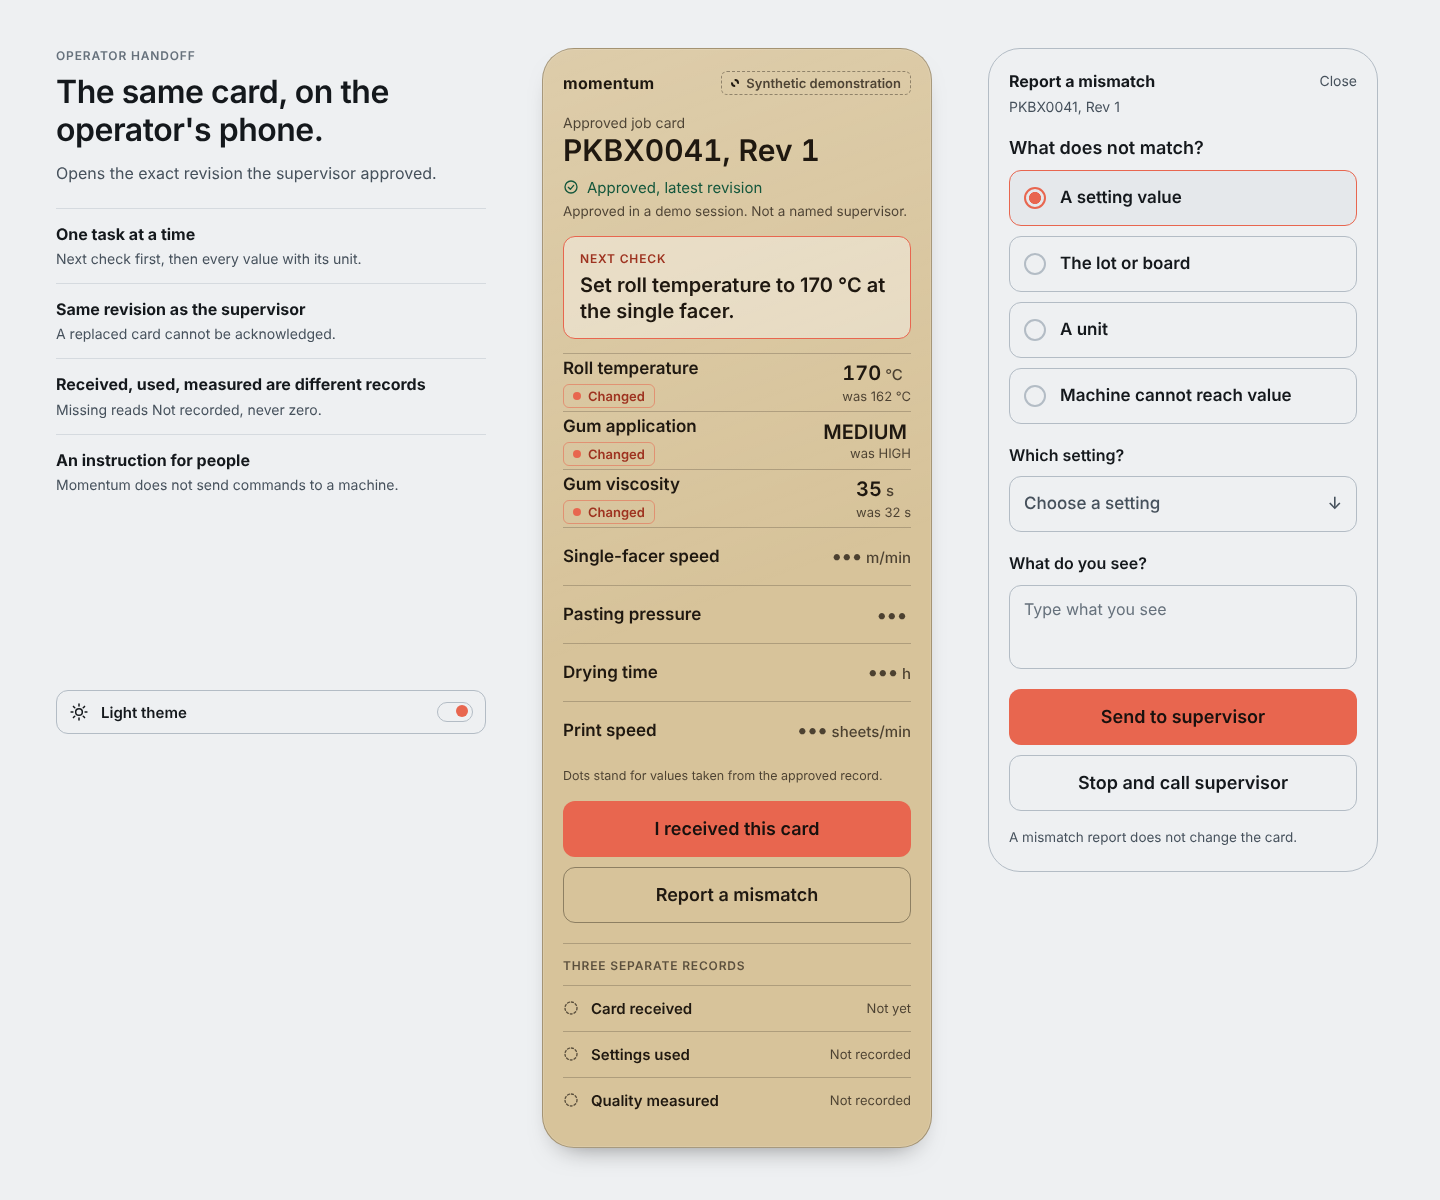 OPERATOR HANDOFF
The same card, on the
operator's phone.
Opens the exact revision the supervisor approved.
One task at a time
Next check first, then every value with its unit.
Same revision as the supervisor
A replaced card cannot be acknowledged.
Received, used, measured are different records
Missing reads Not recorded, never zero.
An instruction for people
Momentum does not send commands to a machine.
Light theme
momentum
Synthetic demonstration
Approved job card
PKBX0041, Rev 1
Approved, latest revision
Approved in a demo session. Not a named supervisor.
NEXT CHECK
Set roll temperature to 170 °C at
the single facer.
Roll temperature 170 °C
Changed was 162 °C
Gum application MEDIUM
Changed was HIGH
Gum viscosity 35 s
Changed was 32 s
Single-facer speed ••• m/min
Pasting pressure •••
Drying time ••• h
Print speed ••• sheets/min
Dots stand for values taken from the approved record.
I received this card
Report a mismatch
THREE SEPARATE RECORDS
Card received Not yet
Settings used Not recorded
Quality measured Not recorded
Report a mismatch Close
PKBX0041, Rev 1
What does not match?
A setting value
The lot or board
A unit
Machine cannot reach value
Which setting?
Choose a setting ↓
What do you see?
Type what you see
Send to supervisor
Stop and call supervisor
A mismatch report does not change the card.